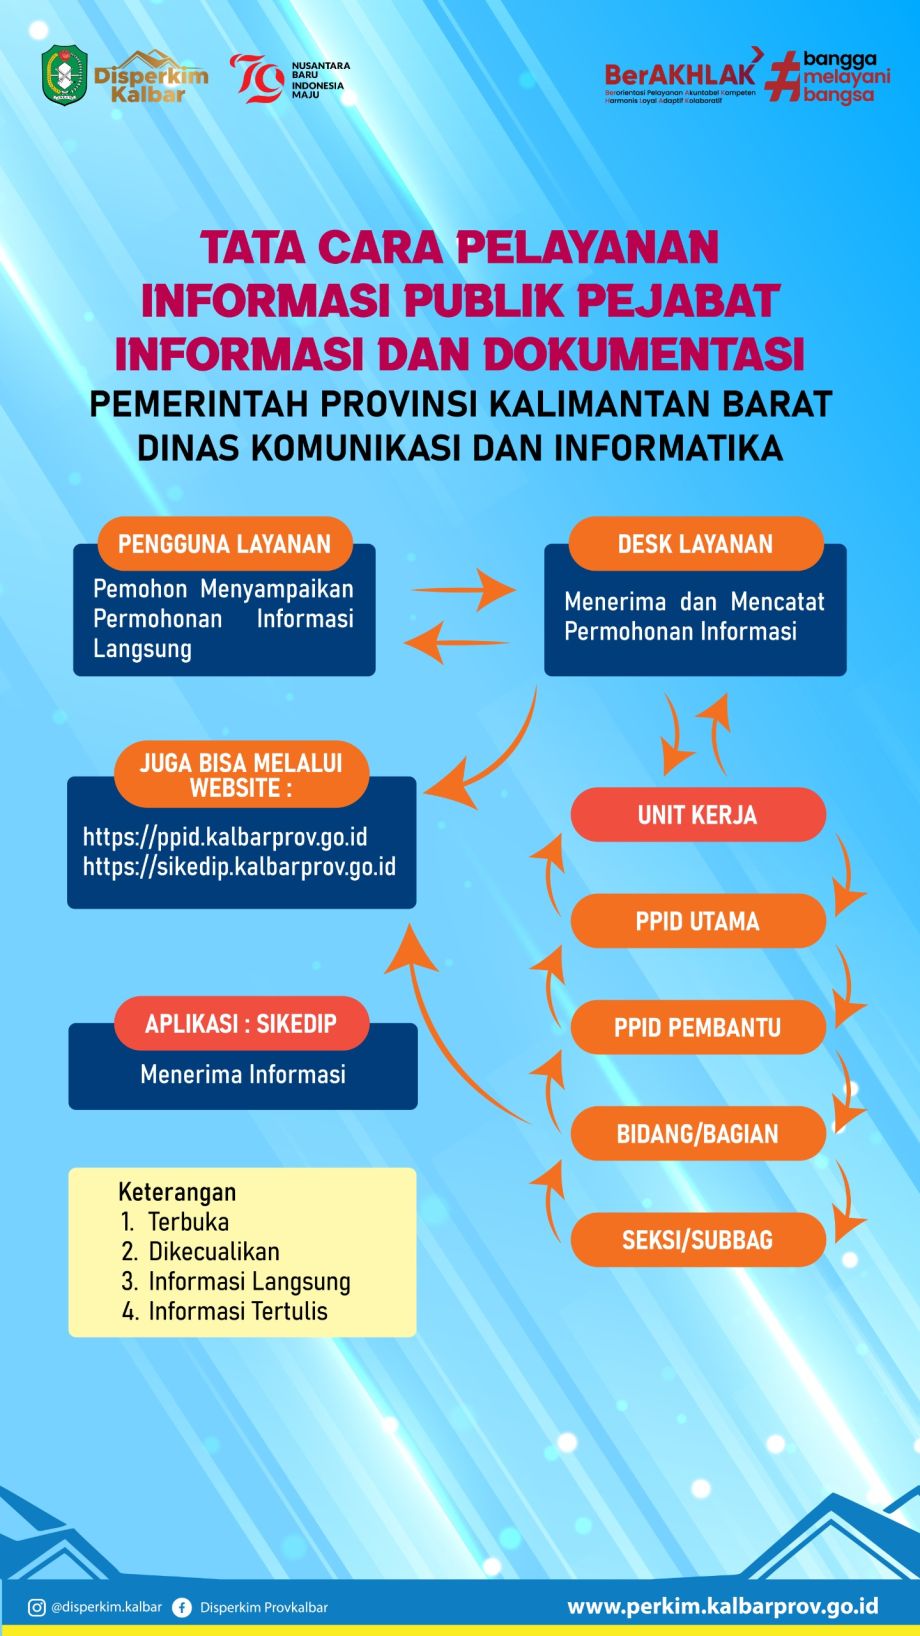 Disperkim
Kalbar
79
NUSANTARA
BARU
INDONESIA
MAJU
BerAKHLAK
Berorientasi Pelayanan Akuntabel Kompeten
Harmonis Loyal Adaptif Kolaboratif
#bangga
melayani
bangsa
TATA CARA PELAYANAN
INFORMASI PUBLIK PEJABAT
INFORMASI DAN DOKUMENTASI
PEMERINTAH PROVINSI KALIMANTAN BARAT
DINAS KOMUNIKASI DAN INFORMATIKA
PENGGUNA LAYANAN
Pemohon Menyampaikan
Permohonan Informasi
Langsung
DESK LAYANAN
Menerima dan Mencatat
Permohonan Informasi
JUGA BISA MELALUI
WEBSITE :
https://ppid.kalbarprov.go.id
https://sikedip.kalbarprov.go.id
APLIKASI : SIKEDIP
Menerima Informasi
UNIT KERJA
PPID UTAMA
PPID PEMBANTU
BIDANG/BAGIAN
SEKSI/SUBBAG
Keterangan
1. Terbuka
2. Dikecualikan
3. Informasi Langsung
4. Informasi Tertulis
@disperkim.kalbar
Disperkim Provkalbar
www.perkim.kalbarprov.go.id